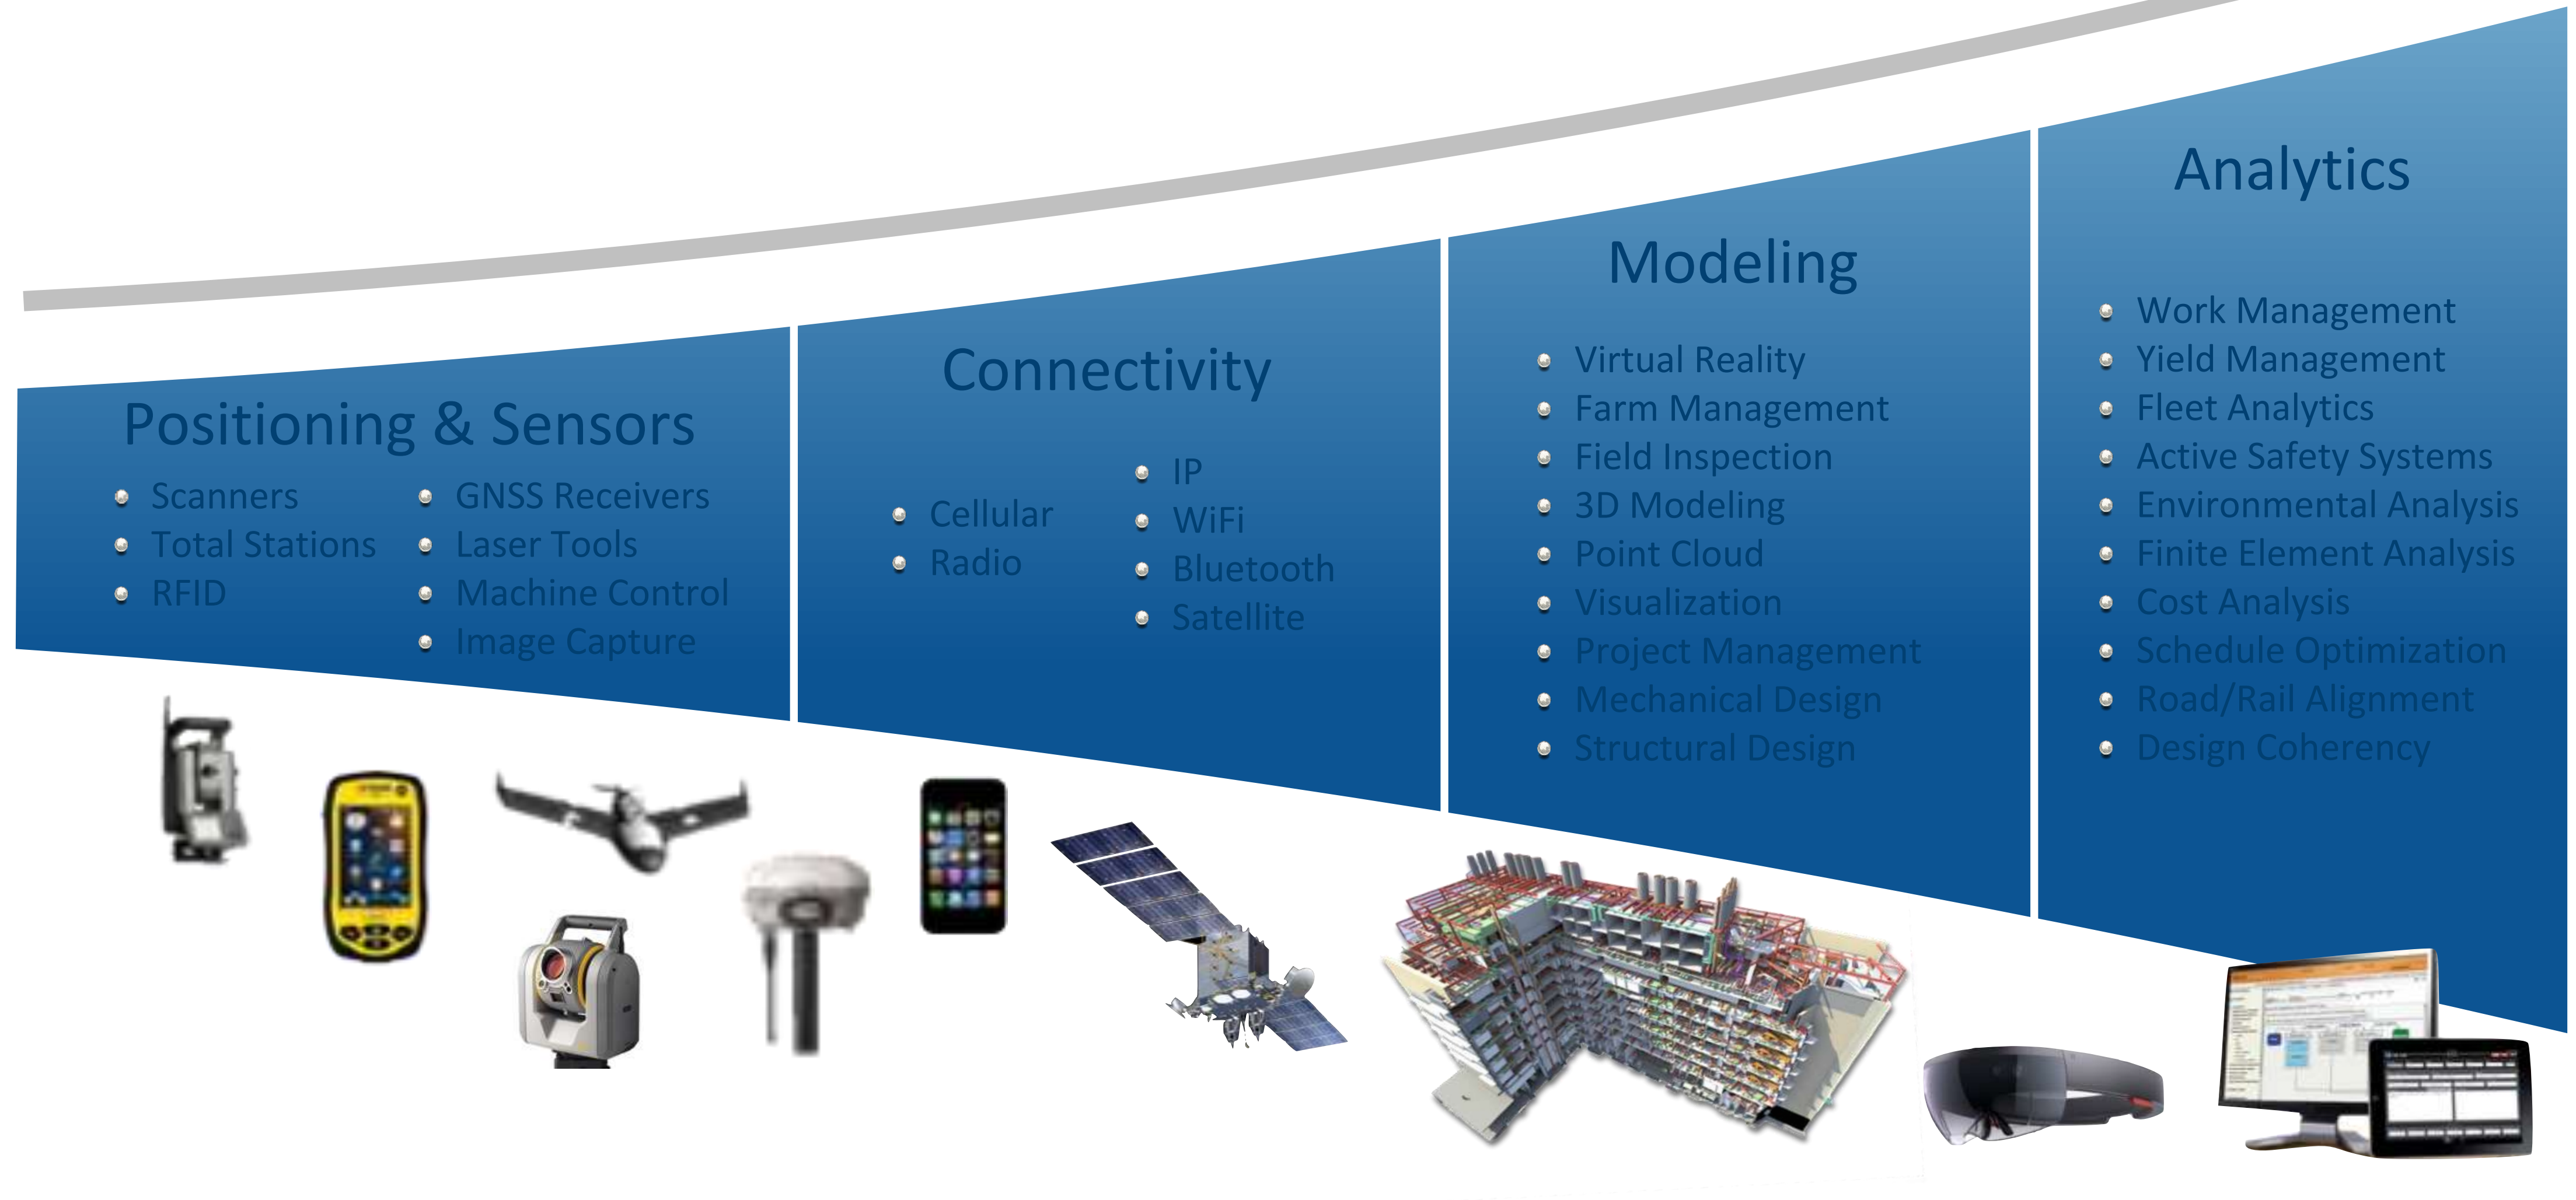 Positioning & Sensors
Scanners
Total Stations
RFID
GNSS Receivers
Laser Tools
Machine Control
Image Capture
Connectivity
Cellular
Radio
IP
WiFi
Bluetooth
Satellite
Modeling
Virtual Reality
Farm Management
Field Inspection
3D Modeling
Point Cloud
Visualization
Project Management
Mechanical Design
Structural Design
Analytics
Work Management
Yield Management
Fleet Analytics
Active Safety Systems
Environmental Analysis
Finite Element Analysis
Cost Analysis
Schedule Optimization
Road/Rail Alignment
Design Coherency